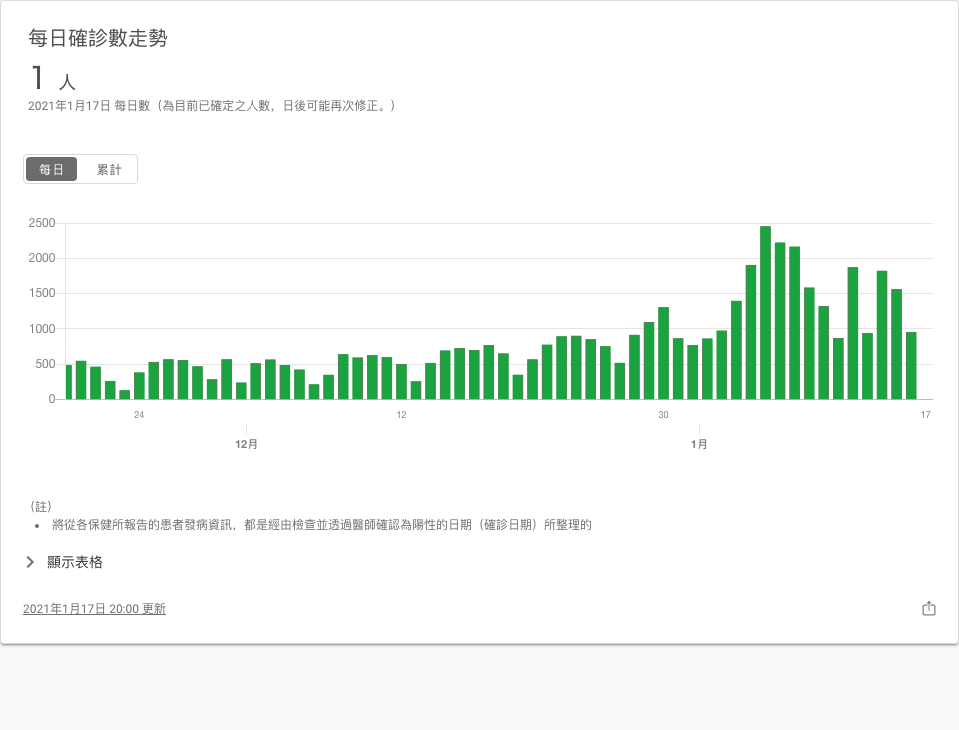 每日確診數走勢
1 人
2021年1月17日 每日數（為目前已確定之人數，日後可能再次修正。）
每日 累計
2500
2000
1500
1000
500
0
24 12 30 17
12月 1月
（註）
• 將從各保健所報告的患者發病資訊，都是經由檢查並透過醫師確認為陽性的日期（確診日期）所整理的
顯示表格
2021年1月17日 20:00 更新